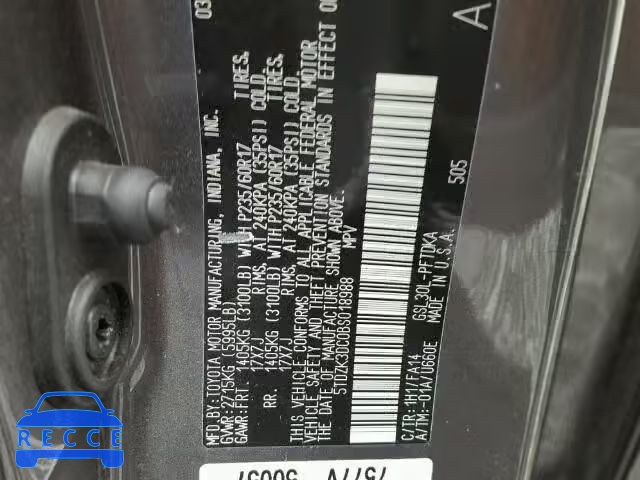 MFD.BY:TOYOTA MOTOR MANUFACTURING, INDIANA, INC. 03
GVWR:2715KG (5995LB)
GAWR:FRT. 1405KG (3100LB) WITH P235/60R17 TIRES.
17X7J RIMS. AT 240KPA (35PSI) COLD.
RR. 1405KG (3100LB) WITH P235/60R17 TIRES.
17X7J RIMS. AT 240KPA (35PSI) COLD.
THIS VEHICLE CONFORMS TO ALL APPLICABLE FEDERAL MOTOR
VEHICLE SAFETY AND THEFT PREVENTION STANDARDS IN EFFECT ON
DATE OF MANUFACTURE SHOWN ABOVE.
5TDZK3DC0BS018988 MPV
505 A
C/TR:1H1/FA14 GSL30L-PFTDKA
A/TM:-01A/U660E MADE IN U.S.A.
RECCE